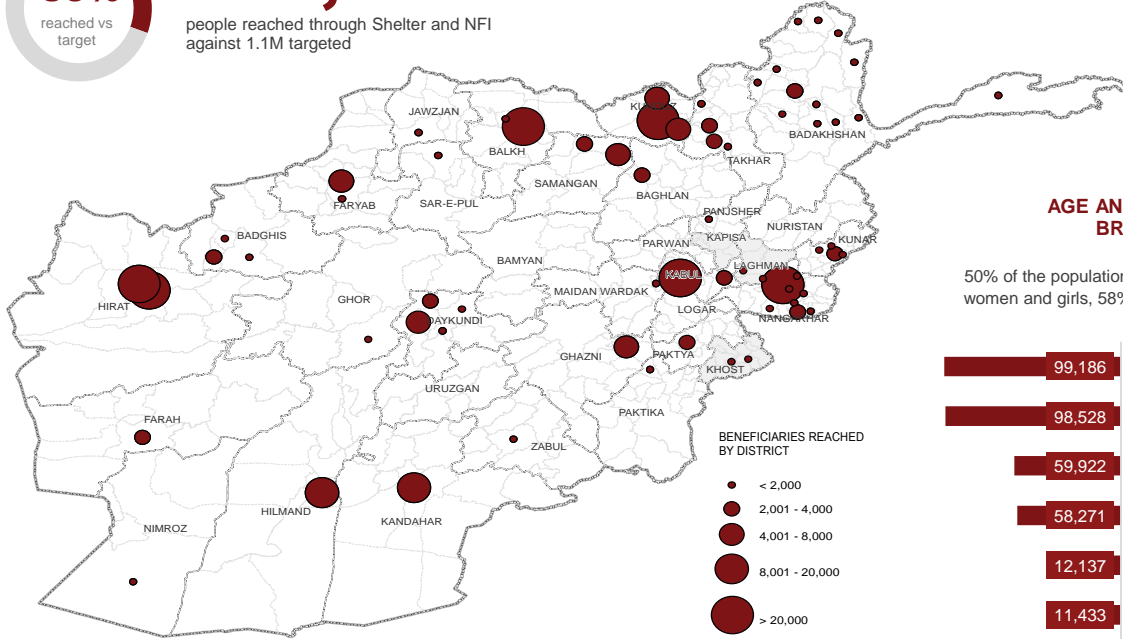 reached vs
target
people reached through Shelter and NFI
against 1.1M targeted
JAWZJAN
BALKH
BADAKHSHAN
TAKHAR
SAMANGAN
BAGHLAN
FARYAB
SAR-E-PUL
PANJSHER
NURISTAN
BADGHIS
PARWAN
KAPISA
KUNAR
BAMYAN
KABUL
LAGHMAN
HIRAT
GHOR
MAIDAN WARDAK
LOGAR
NANGARHAR
DAYKUNDI
GHAZNI
PAKTYA
KHOST
URUZGAN
PAKTIKA
FARAH
ZABUL
HILMAND
KANDAHAR
NIMROZ
BENEFICIARIES REACHED
BY DISTRICT
< 2,000
2,001 - 4,000
4,001 - 8,000
8,001 - 20,000
> 20,000
AGE
50% of the population
women and girls, 58%
99,186
98,528
59,922
58,271
12,137
11,433